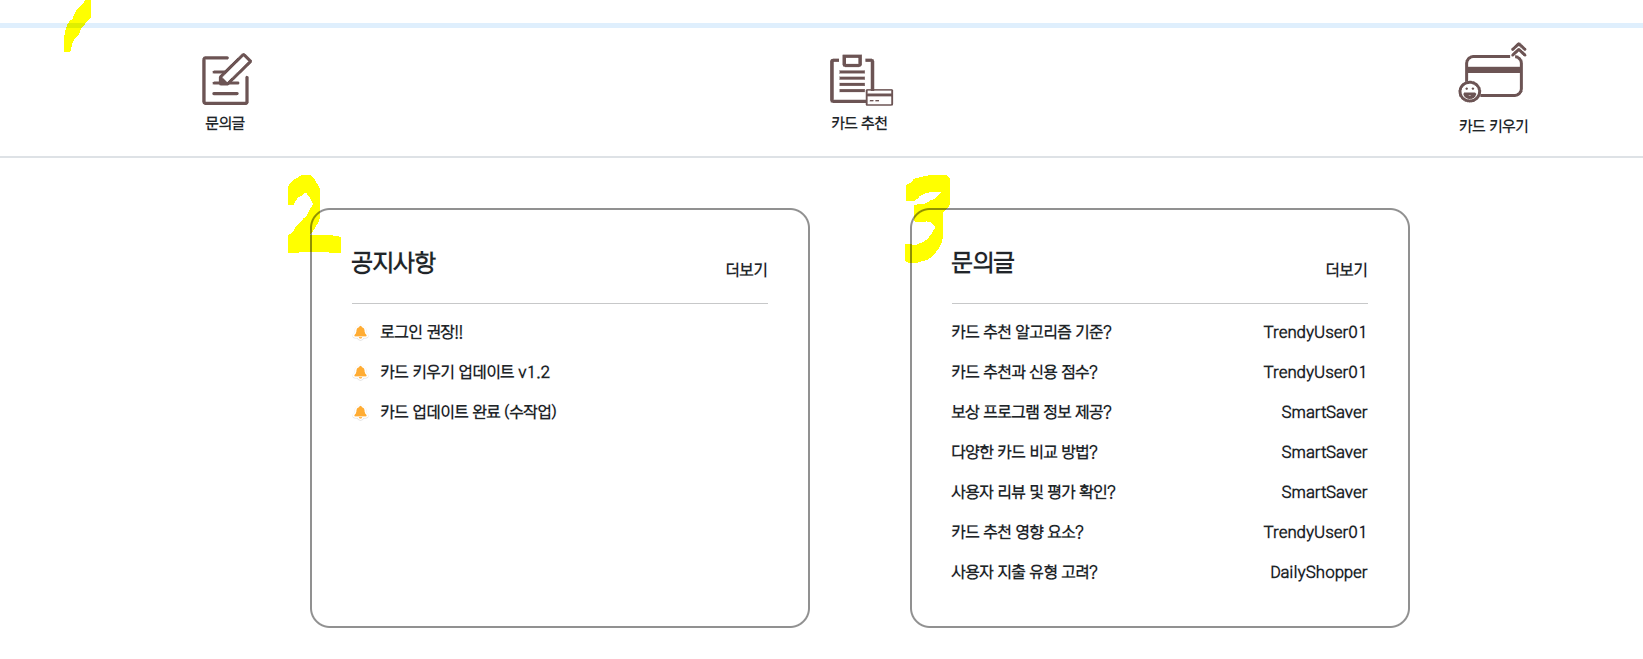 문의글
카드 추천
카드 키우기
2
3
공지사항
더보기
로그인 권장!!
카드 키우기 업데이트 v1.2
카드 업데이트 완료 (수작업)
문의글
더보기
카드 추천 알고리즘 기준? TrendyUser01
카드 추천과 신용 점수? TrendyUser01
보상 프로그램 정보 제공? SmartSaver
다양한 카드 비교 방법? SmartSaver
사용자 리뷰 및 평가 확인? SmartSaver
카드 추천 영향 요소? TrendyUser01
사용자 지출 유형 고려? DailyShopper